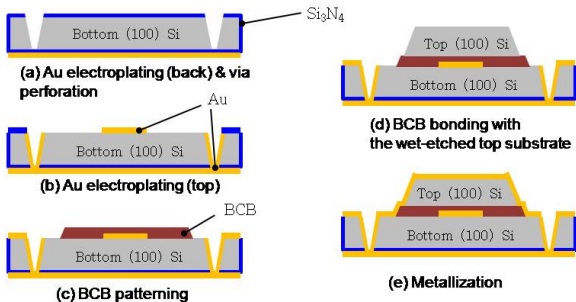 Si₃N₄
Bottom (100) Si
(a) Au electroplating (back) & via
perforation
Au
Bottom (100) Si
(b) Au electroplating (top)
BCB
Bottom (100) Si
(c) BCB patterning
Top (100) Si
Bottom (100) Si
(d) BCB bonding with
the wet-etched top substrate
Top (100) Si
Bottom (100) Si
(e) Metallization